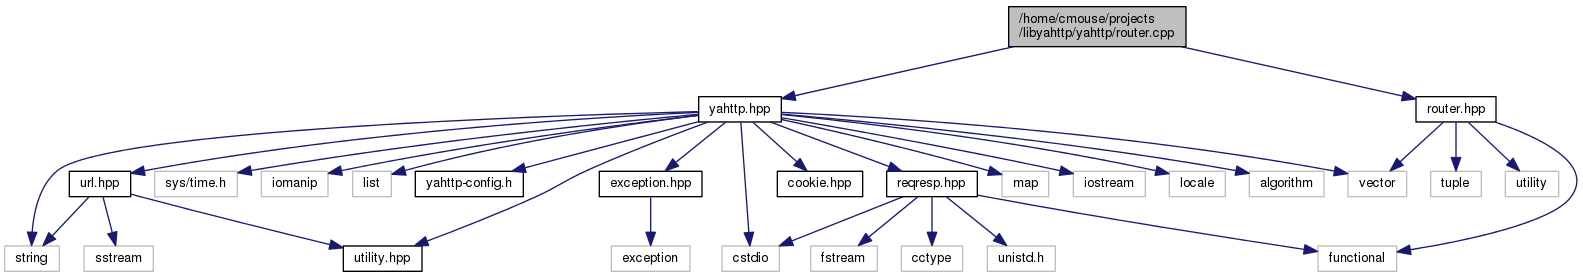 /home/cmouse/projects
/libyahttp/yahttp/router.cpp
yahttp.hpp
router.hpp
url.hpp
sys/time.h
iomanip
list
yahttp-config.h
exception.hpp
cookie.hpp
reqresp.hpp
map
iostream
locale
algorithm
vector
tuple
utility
string
sstream
utility.hpp
exception
cstdio
fstream
cctype
unistd.h
functional